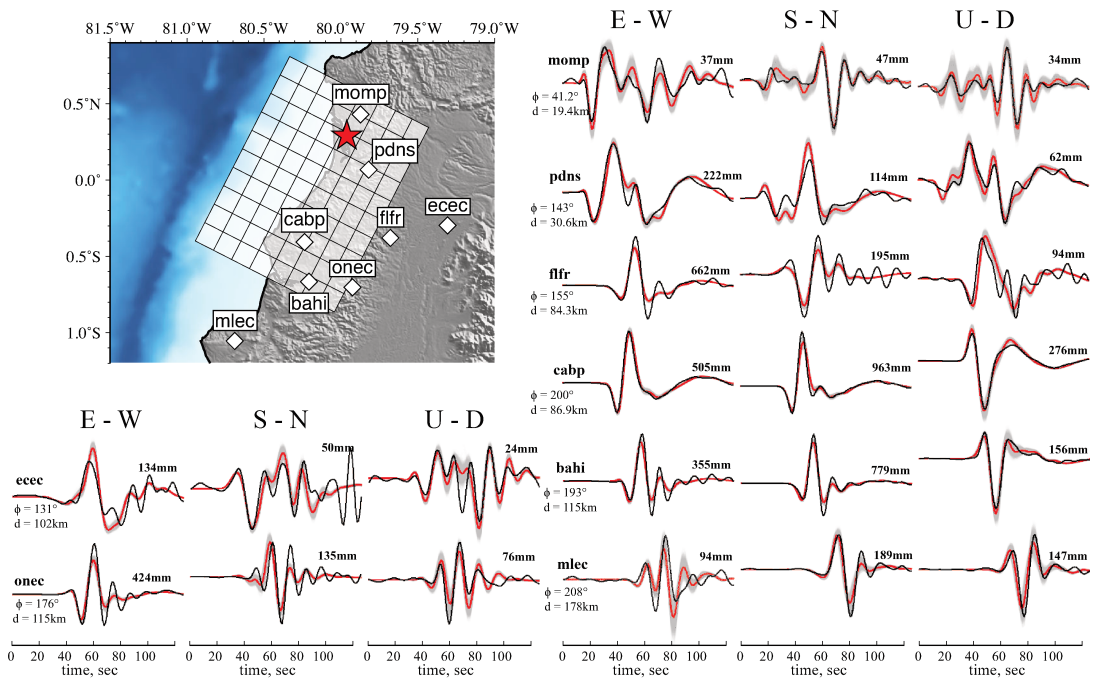 81.5°W 81.0°W 80.5°W 80.0°W 79.5°W 79.0°W
0.5°N
0.0°
0.5°S
1.0°S
momp
pdns
cabp
flfr
ecec
onec
bahi
mlec
E - W S - N U - D
ecec
ϕ = 131°
d = 102km
134mm
50mm
24mm
onec
ϕ = 176°
d = 115km
424mm
135mm
76mm
0 20 40 60 80 100
time, sec
0 20 40 60 80 100
time, sec
0 20 40 60 80 100
time, sec
E - W S - N U - D
momp
ϕ = 41.2°
d = 19.4km
37mm
47mm
34mm
pdns
ϕ = 143°
d = 30.6km
222mm
114mm
62mm
flfr
ϕ = 155°
d = 84.3km
662mm
195mm
94mm
cabp
ϕ = 200°
d = 86.9km
505mm
963mm
276mm
bahi
ϕ = 193°
d = 115km
355mm
779mm
156mm
mlec
ϕ = 208°
d = 178km
94mm
189mm
147mm
0 20 40 60 80 100
time, sec
0 20 40 60 80 100
time, sec
0 20 40 60 80 100
time, sec